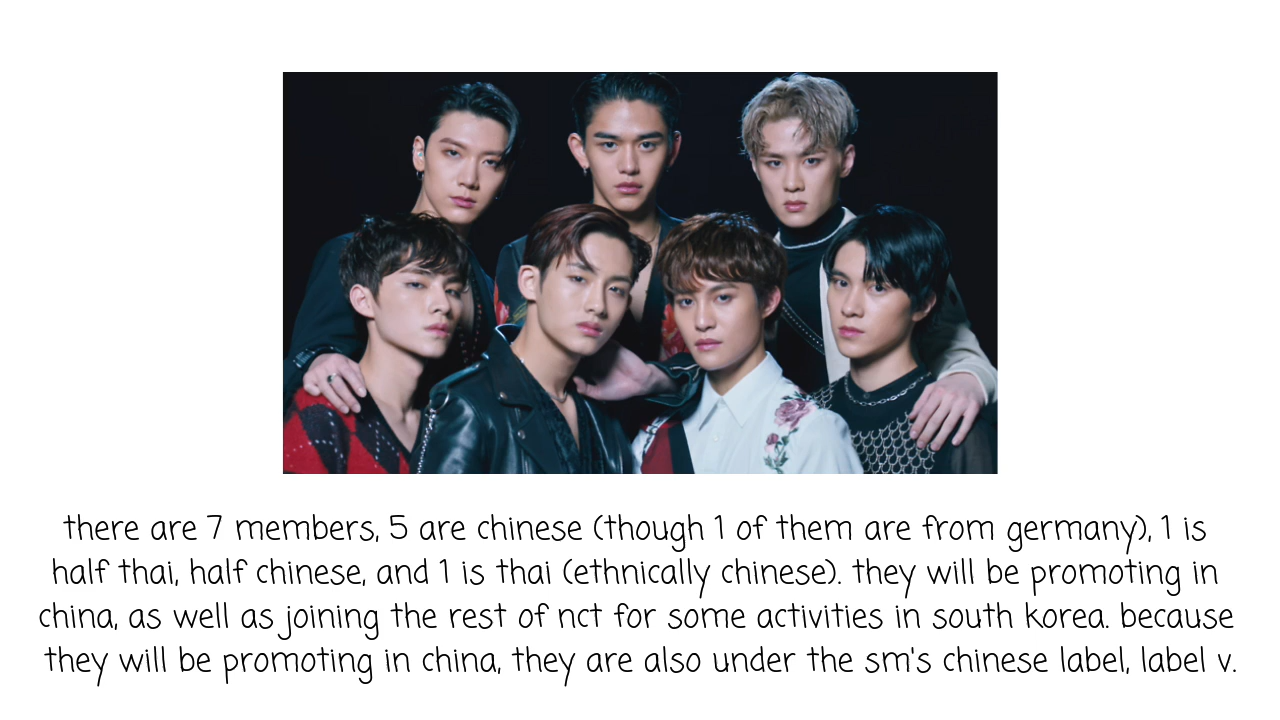 there are 7 members, 5 are chinese (though 1 of them are from germany), 1 is
half thai, half chinese, and 1 is thai (ethnically chinese). they will be promoting in
china, as well as joining the rest of nct for some activities in south korea. because
they will be promoting in china, they are also under the sm's chinese label, label v.